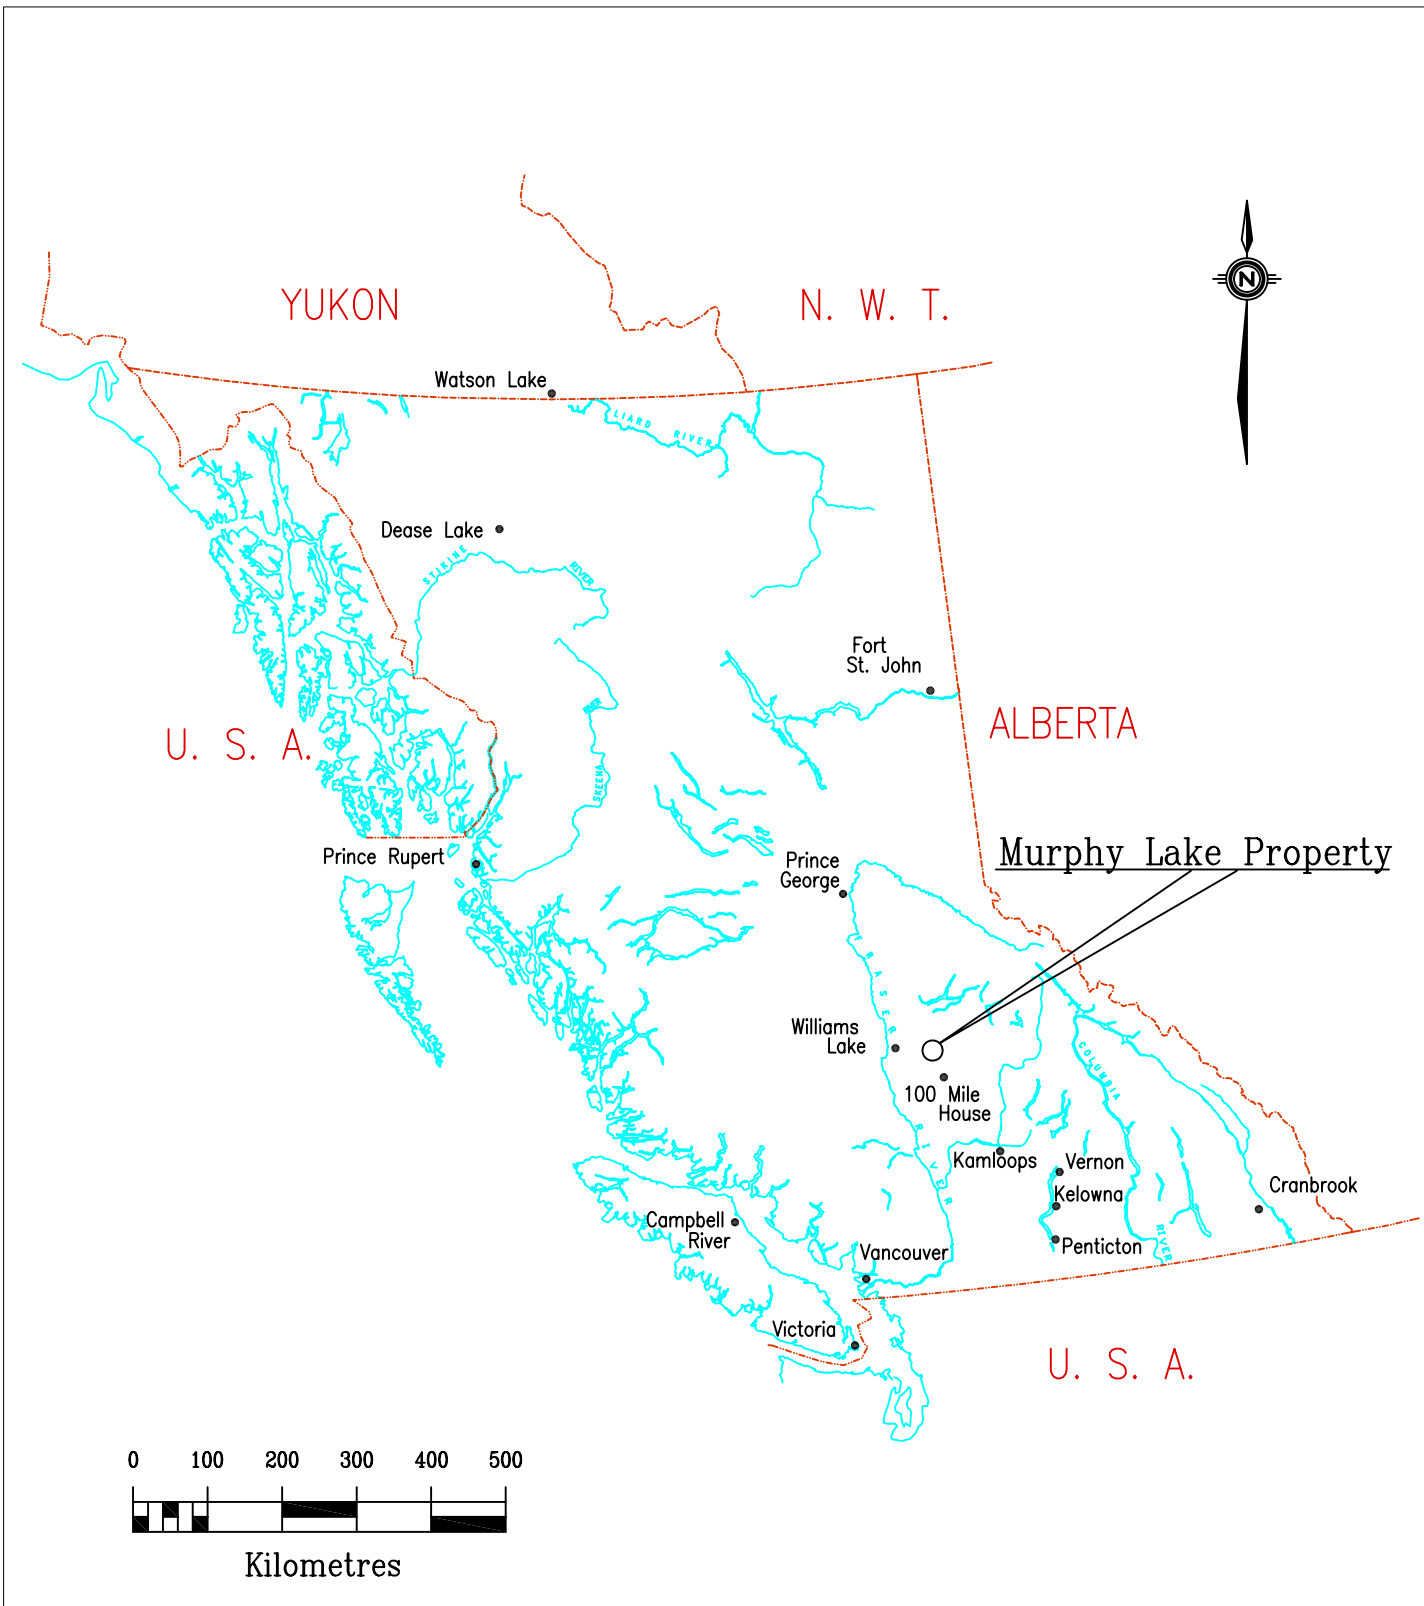 N
YUKON
N. W. T.
Watson Lake
LIARD RIVER
Dease Lake
STIKINE
RIVER
Fort
St. John
RIVER
SKEENA
U. S. A.
ALBERTA
Prince Rupert
Prince
George
Murphy Lake Property
RASER
RIVER
Williams
Lake
100 Mile
House
COLUMBIA
RIVER
Kamloops
Vernon
Kelowna
Penticton
Cranbrook
Campbell
River
Vancouver
Victoria
U. S. A.
0 100 200 300 400 500
Kilometres